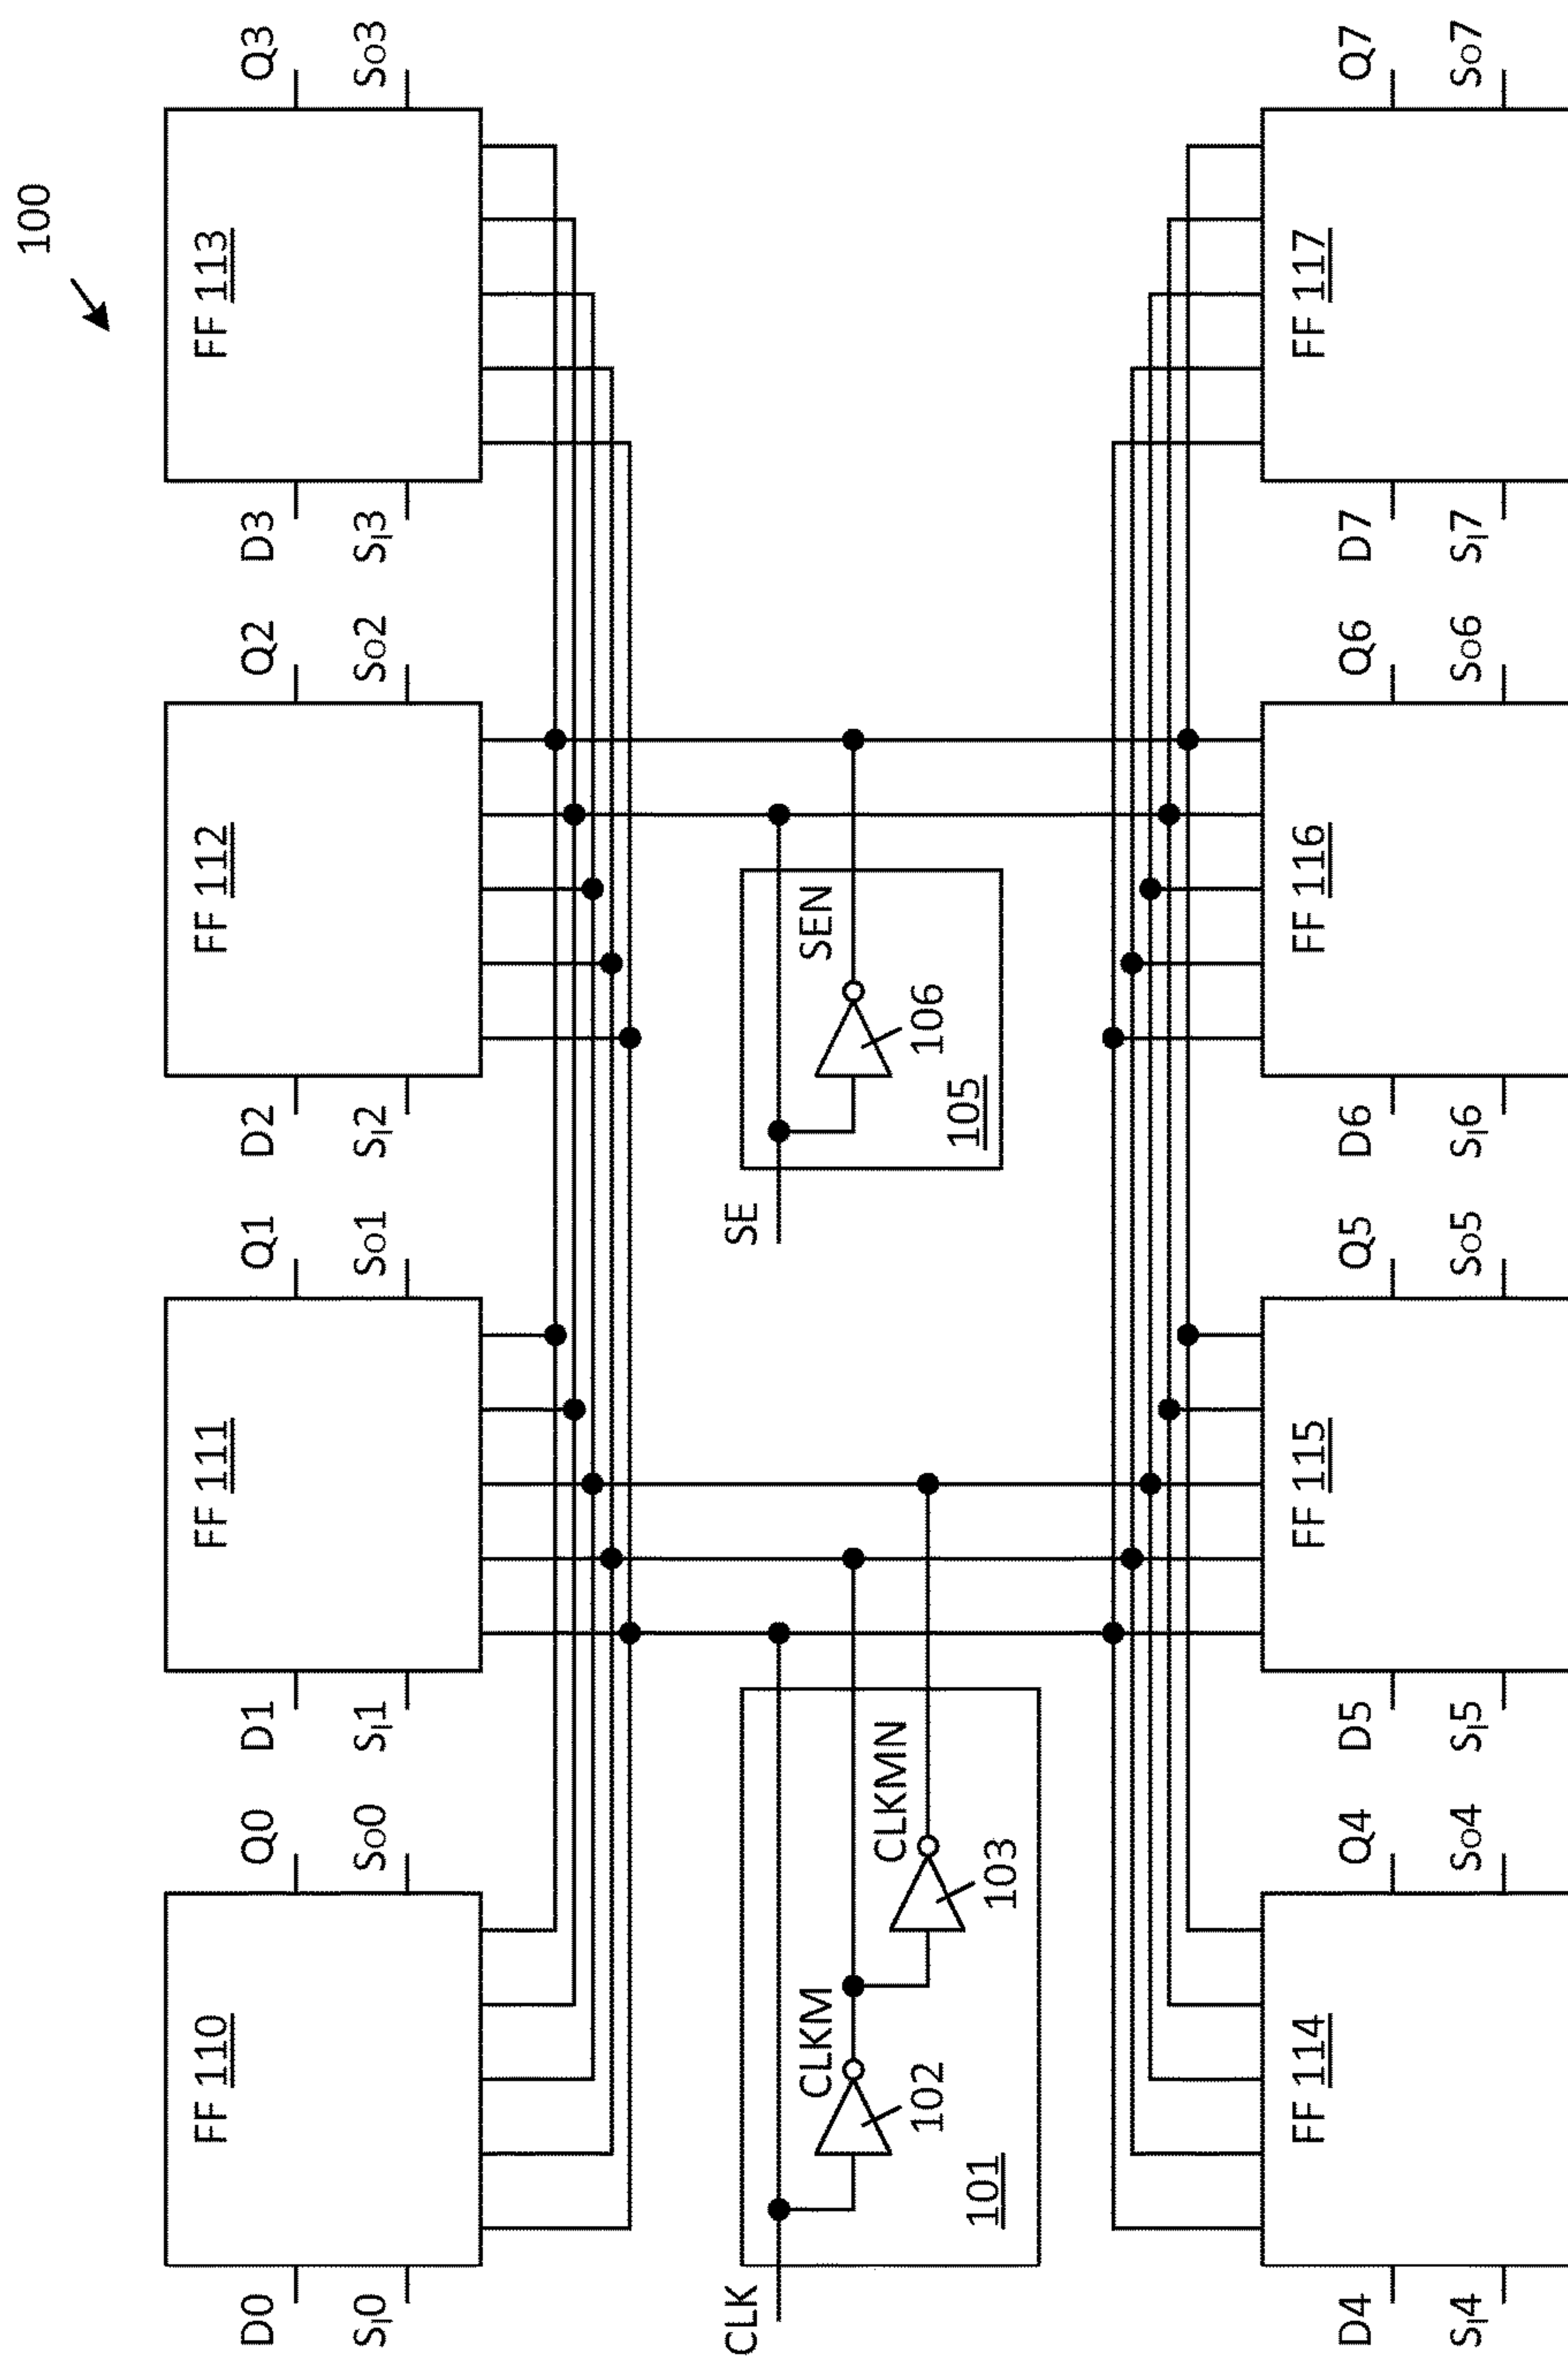 100
Q3
So3
FF 113
D3
SI3
Q2
So2
FF 112
D2
SI2
Q1
So1
FF 111
D1
SI1
Q0
So0
FF 110
D0
SI0
SE
SEN
106
105
CLK
CLKM
CLKMN
102
103
101
Q7
So7
FF 117
D7
SI7
Q6
So6
FF 116
D6
SI6
Q5
So5
FF 115
D5
SI5
Q4
So4
FF 114
D4
SI4